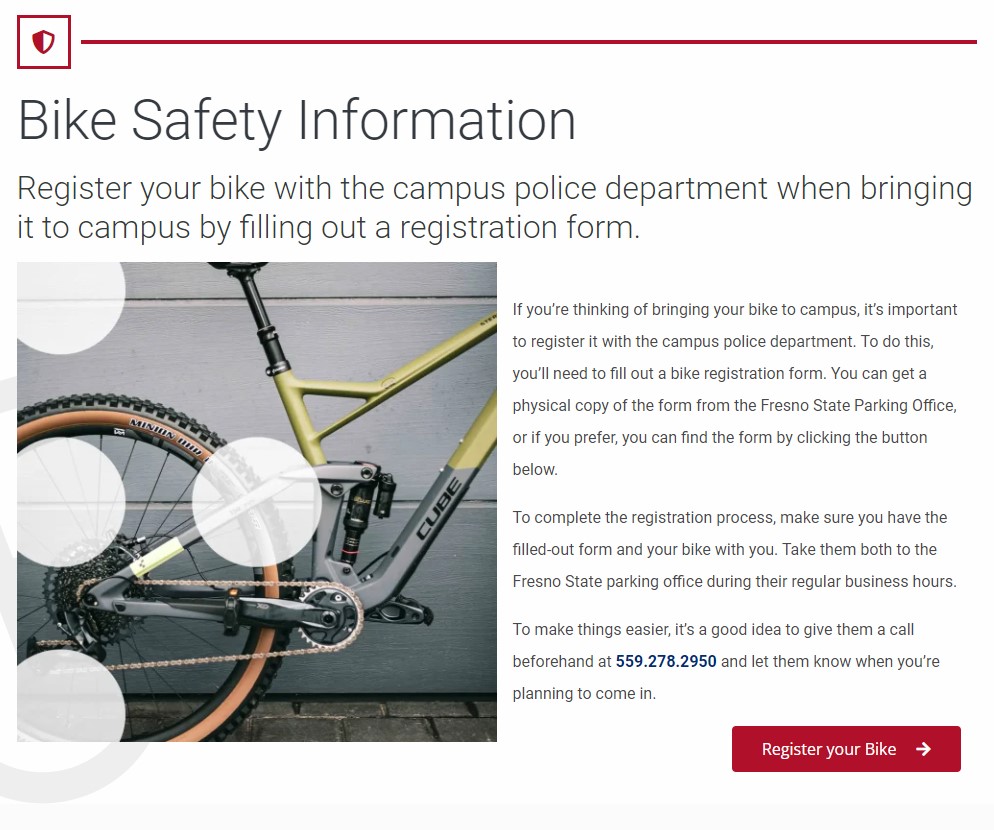 Bike Safety Information
Register your bike with the campus police department when bringing
it to campus by filling out a registration form.
MINION DHR
CUBE
If you’re thinking of bringing your bike to campus, it’s important
to register it with the campus police department. To do this,
you’ll need to fill out a bike registration form. You can get a
physical copy of the form from the Fresno State Parking Office,
or if you prefer, you can find the form by clicking the button
below.
To complete the registration process, make sure you have the
filled-out form and your bike with you. Take them both to the
Fresno State parking office during their regular business hours.
To make things easier, it’s a good idea to give them a call
beforehand at 559.278.2950 and let them know when you’re
planning to come in.
Register your Bike